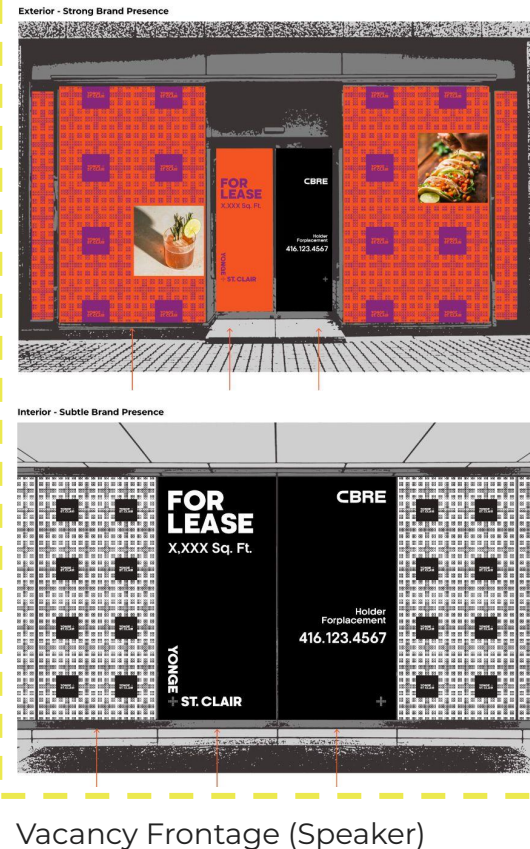 Exterior - Strong Brand Presence
FOR
LEASE
X,XXX Sq. Ft.
YONGE
+ ST. CLAIR
CBRE
Holder
Forplacement
416.123.4567
+
Interior - Subtle Brand Presence
FOR
LEASE
X,XXX Sq. Ft.
YONGE
+ ST. CLAIR
CBRE
Holder
Forplacement
416.123.4567
+
Vacancy Frontage (Speaker)